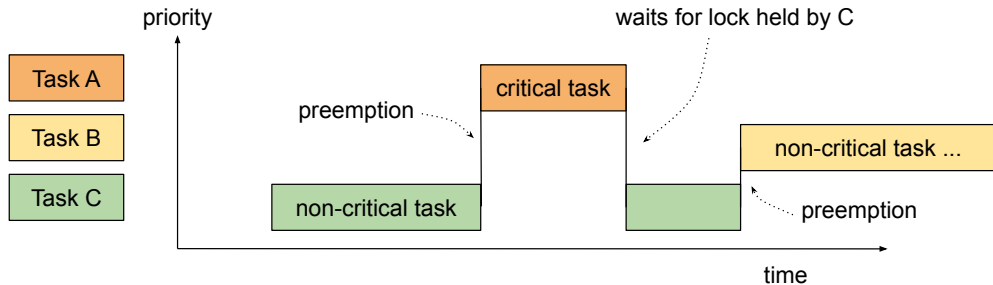 priority
waits for lock held by C
Task A
critical task
preemption
Task B
non-critical task ...
Task C
non-critical task
preemption
time